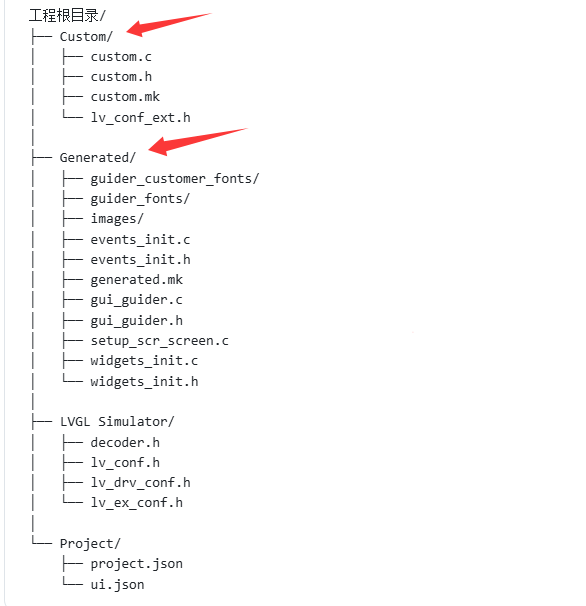 工程根目录/
├── Custom/
│   ├── custom.c
│   ├── custom.h
│   ├── custom.mk
│   └── lv_conf_ext.h
│
├── Generated/
│   ├── guider_customer_fonts/
│   ├── guider_fonts/
│   ├── images/
│   ├── events_init.c
│   ├── events_init.h
│   ├── generated.mk
│   ├── gui_guider.c
│   ├── gui_guider.h
│   ├── setup_scr_screen.c
│   ├── widgets_init.c
│   └── widgets_init.h
│
├── LVGL Simulator/
│   ├── decoder.h
│   ├── lv_conf.h
│   ├── lv_drv_conf.h
│   └── lv_ex_conf.h
│
└── Project/
    ├── project.json
    └── ui.json